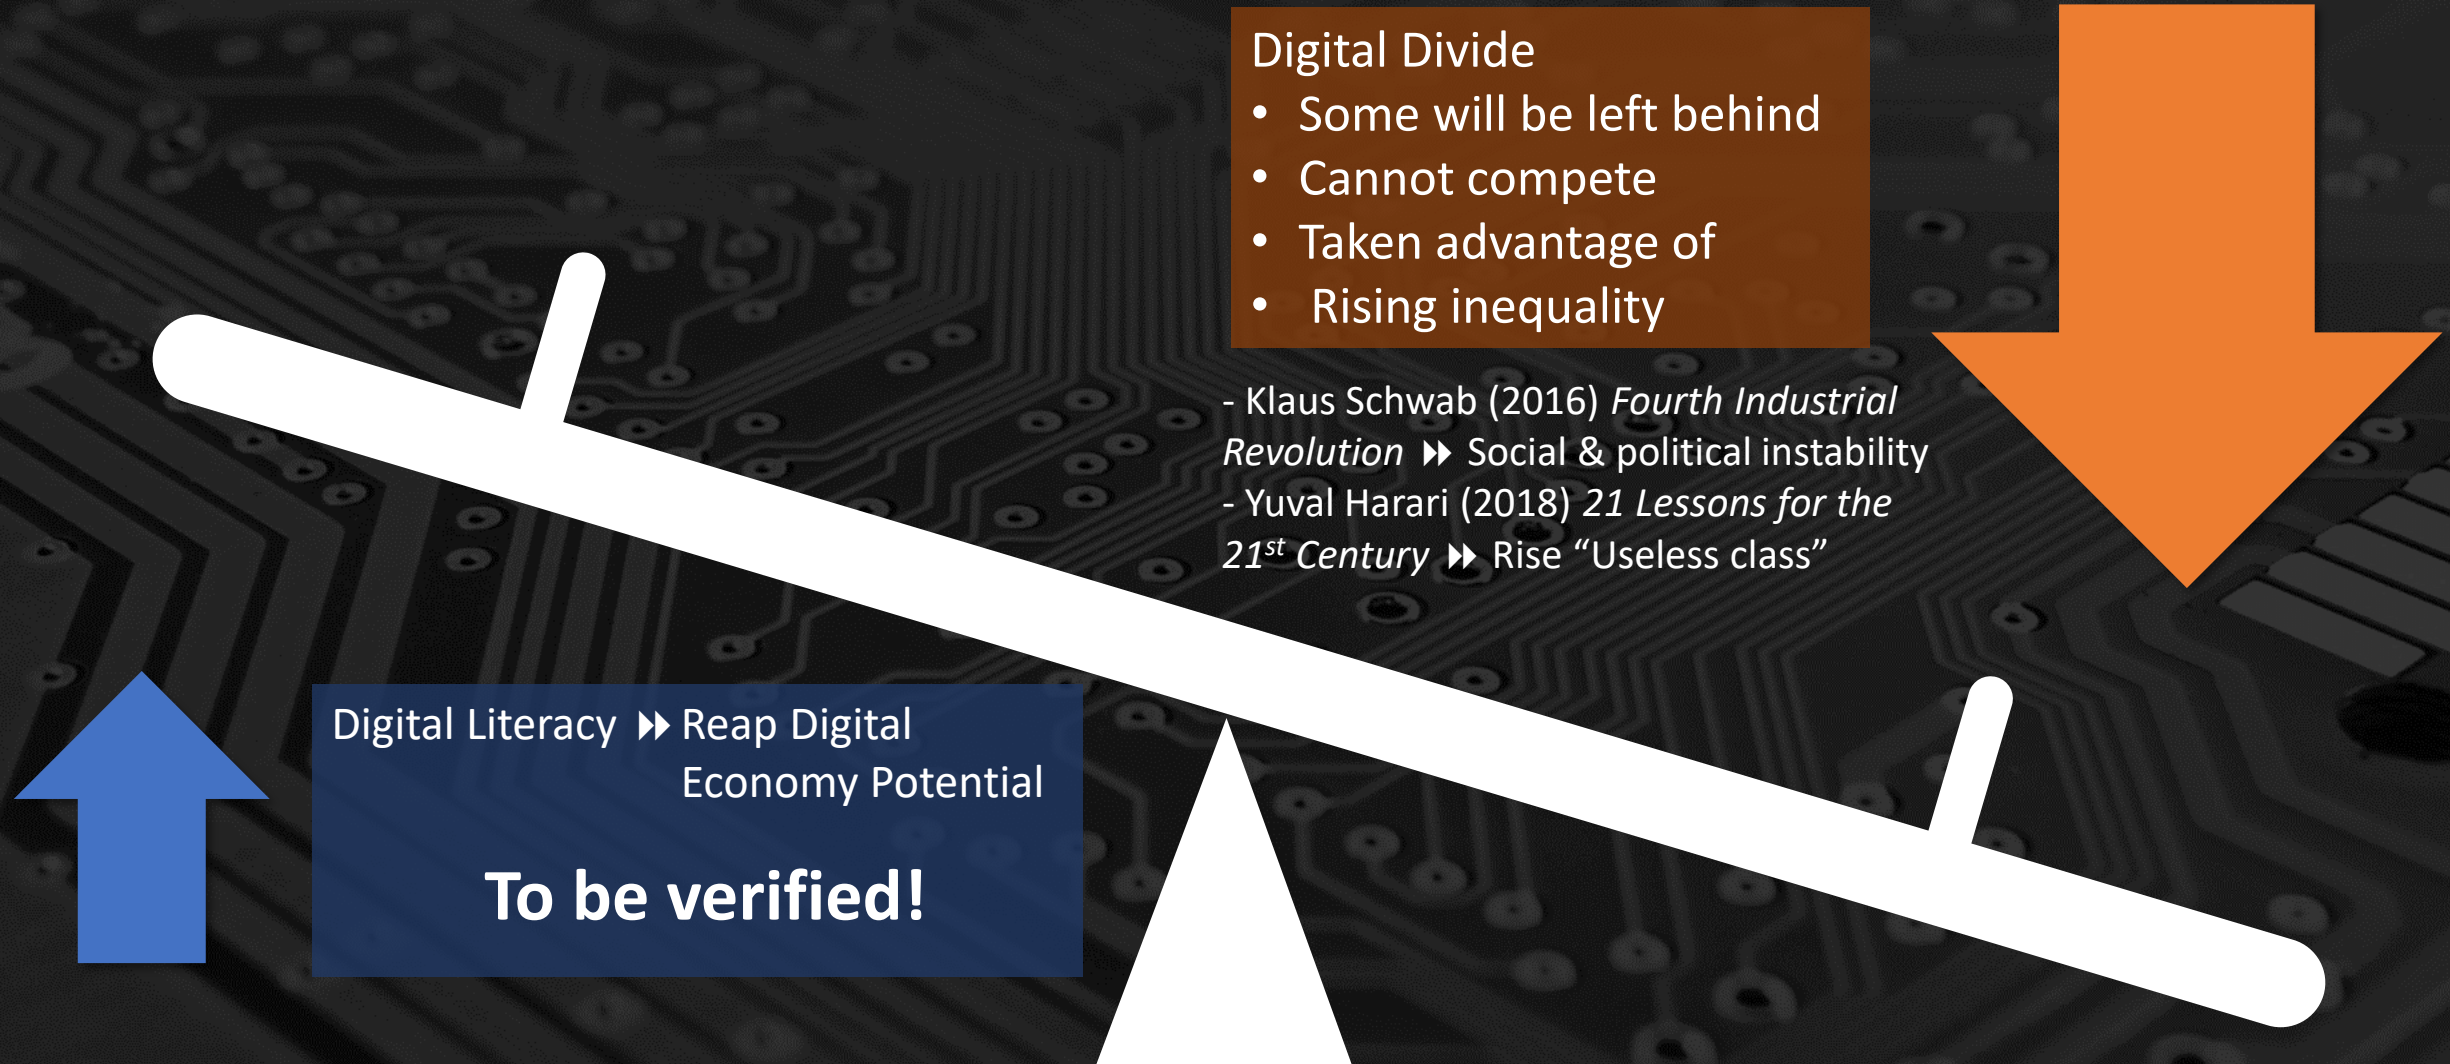 Digital Divide
• Some will be left behind
• Cannot compete
• Taken advantage of
• Rising inequality
- Klaus Schwab (2016) Fourth Industrial
Revolution ⏩ Social & political instability
- Yuval Harari (2018) 21 Lessons for the
21st Century ⏩ Rise “Useless class”
Digital Literacy ⏩ Reap Digital
Economy Potential
To be verified!